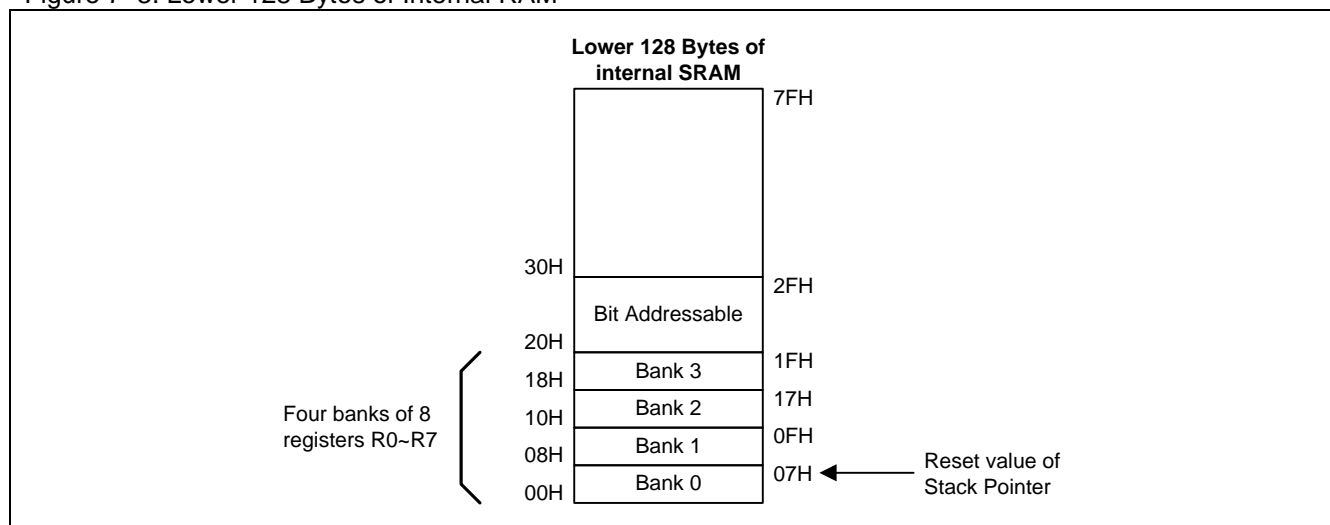 Figure 7-3. Lower 128 Bytes of Internal RAM
Lower 128 Bytes of
internal SRAM
7FH
30H
2FH
Bit Addressable
20H
1FH
Bank 3
18H
17H
Bank 2
10H
0FH
Bank 1
08H
07H
Bank 0
00H
Four banks of 8
registers R0~R7
Reset value of
Stack Pointer